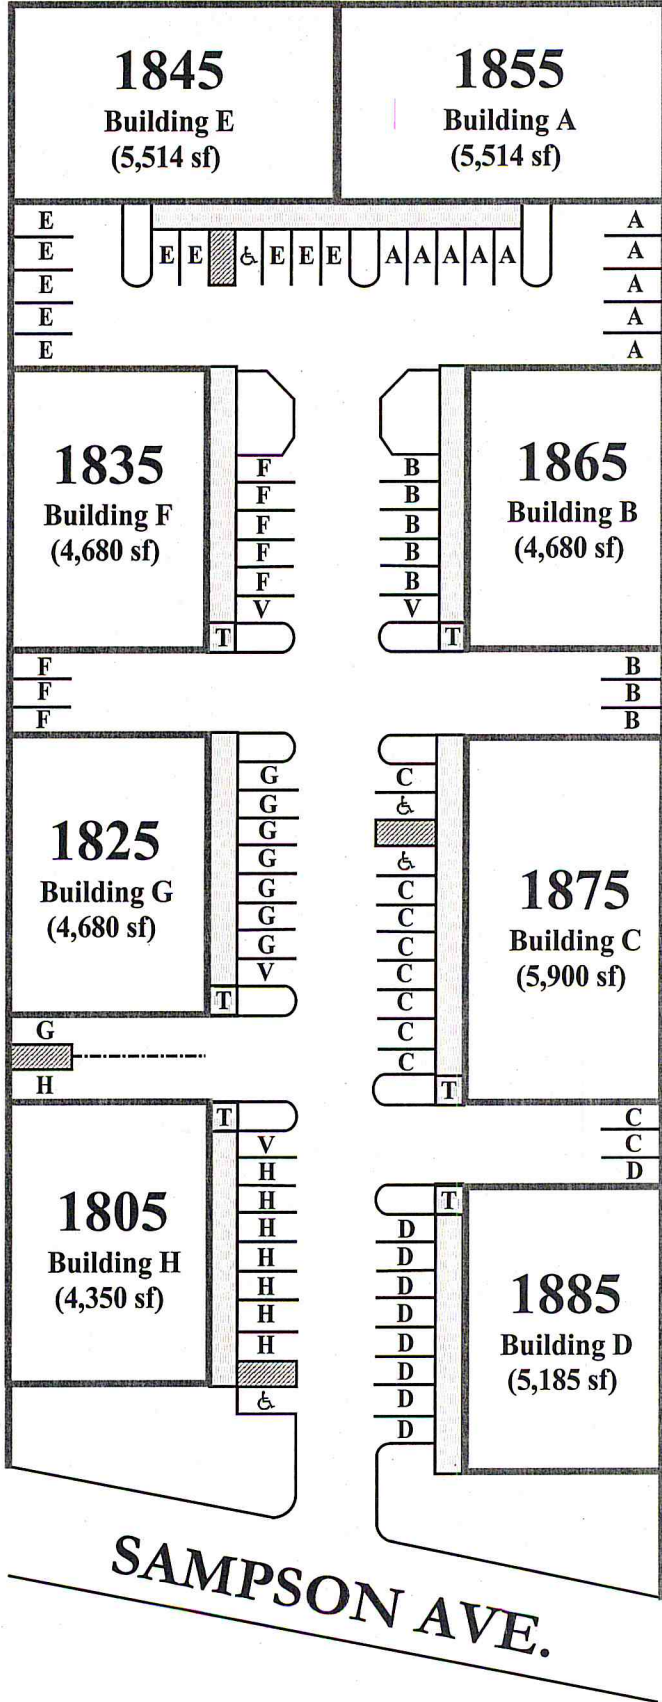 1845
Building E
(5,514 sf)
1855
Building A
(5,514 sf)
E
E
E
E
E
E E E E E A A A A A
A
A
A
A
A
1835
Building F
(4,680 sf)
F
F
F
F
F
V
T
B
B
B
B
B
V
T
1865
Building B
(4,680 sf)
F
F
F
B
B
B
1825
Building G
(4,680 sf)
G
G
G
G
G
G
G
V
T
C
C
C
C
C
C
C
C
T
1875
Building C
(5,900 sf)
G
H
C
C
D
1805
Building H
(4,350 sf)
T
V
H
H
H
H
H
H
H
T
D
D
D
D
D
D
D
D
1885
Building D
(5,185 sf)
SAMPSON AVE.